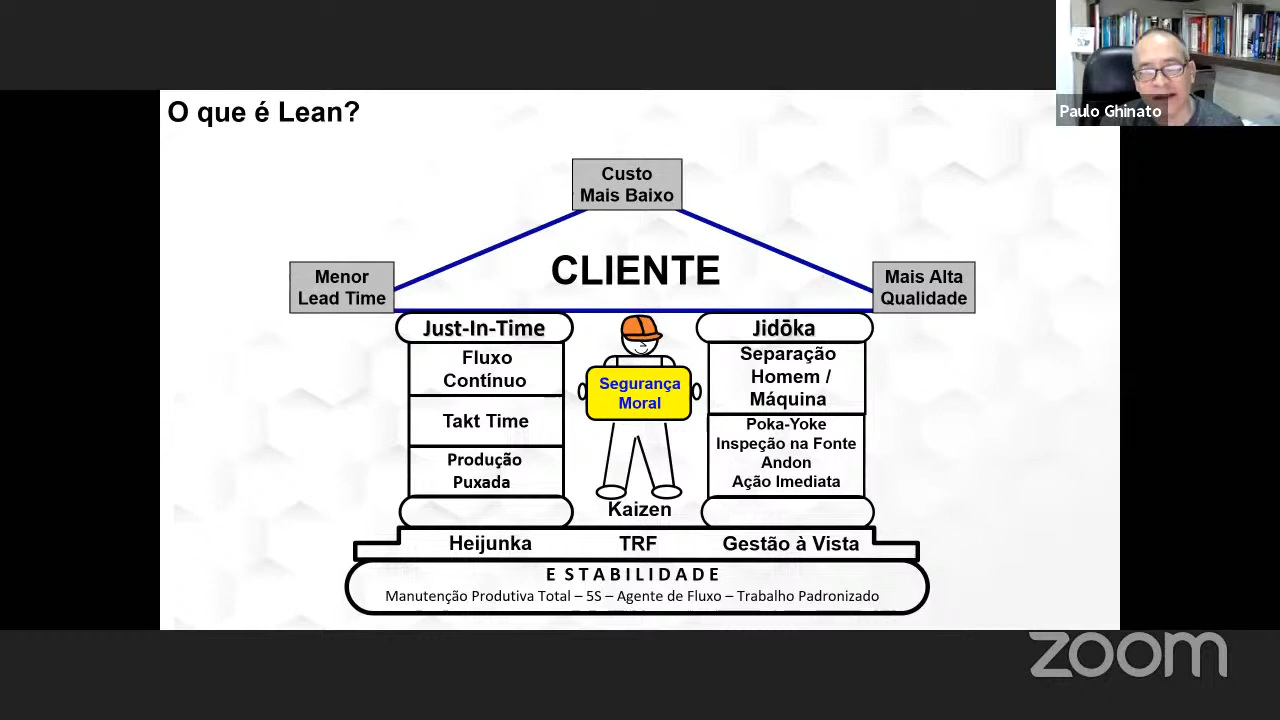 O que é Lean?
Paulo Ghinato
Custo
Mais Baixo
CLIENTE
Menor
Lead Time
Mais Alta
Qualidade
Just-In-Time
Fluxo
Contínuo
Takt Time
Produção
Puxada
Segurança
Moral
Kaizen
Jidōka
Separação
Homem /
Máquina
Poka-Yoke
Inspeção na Fonte
Andon
Ação Imediata
Heijunka
TRF
Gestão à Vista
ESTABILIDADE
Manutenção Produtiva Total – 5S – Agente de Fluxo – Trabalho Padronizado
zoom